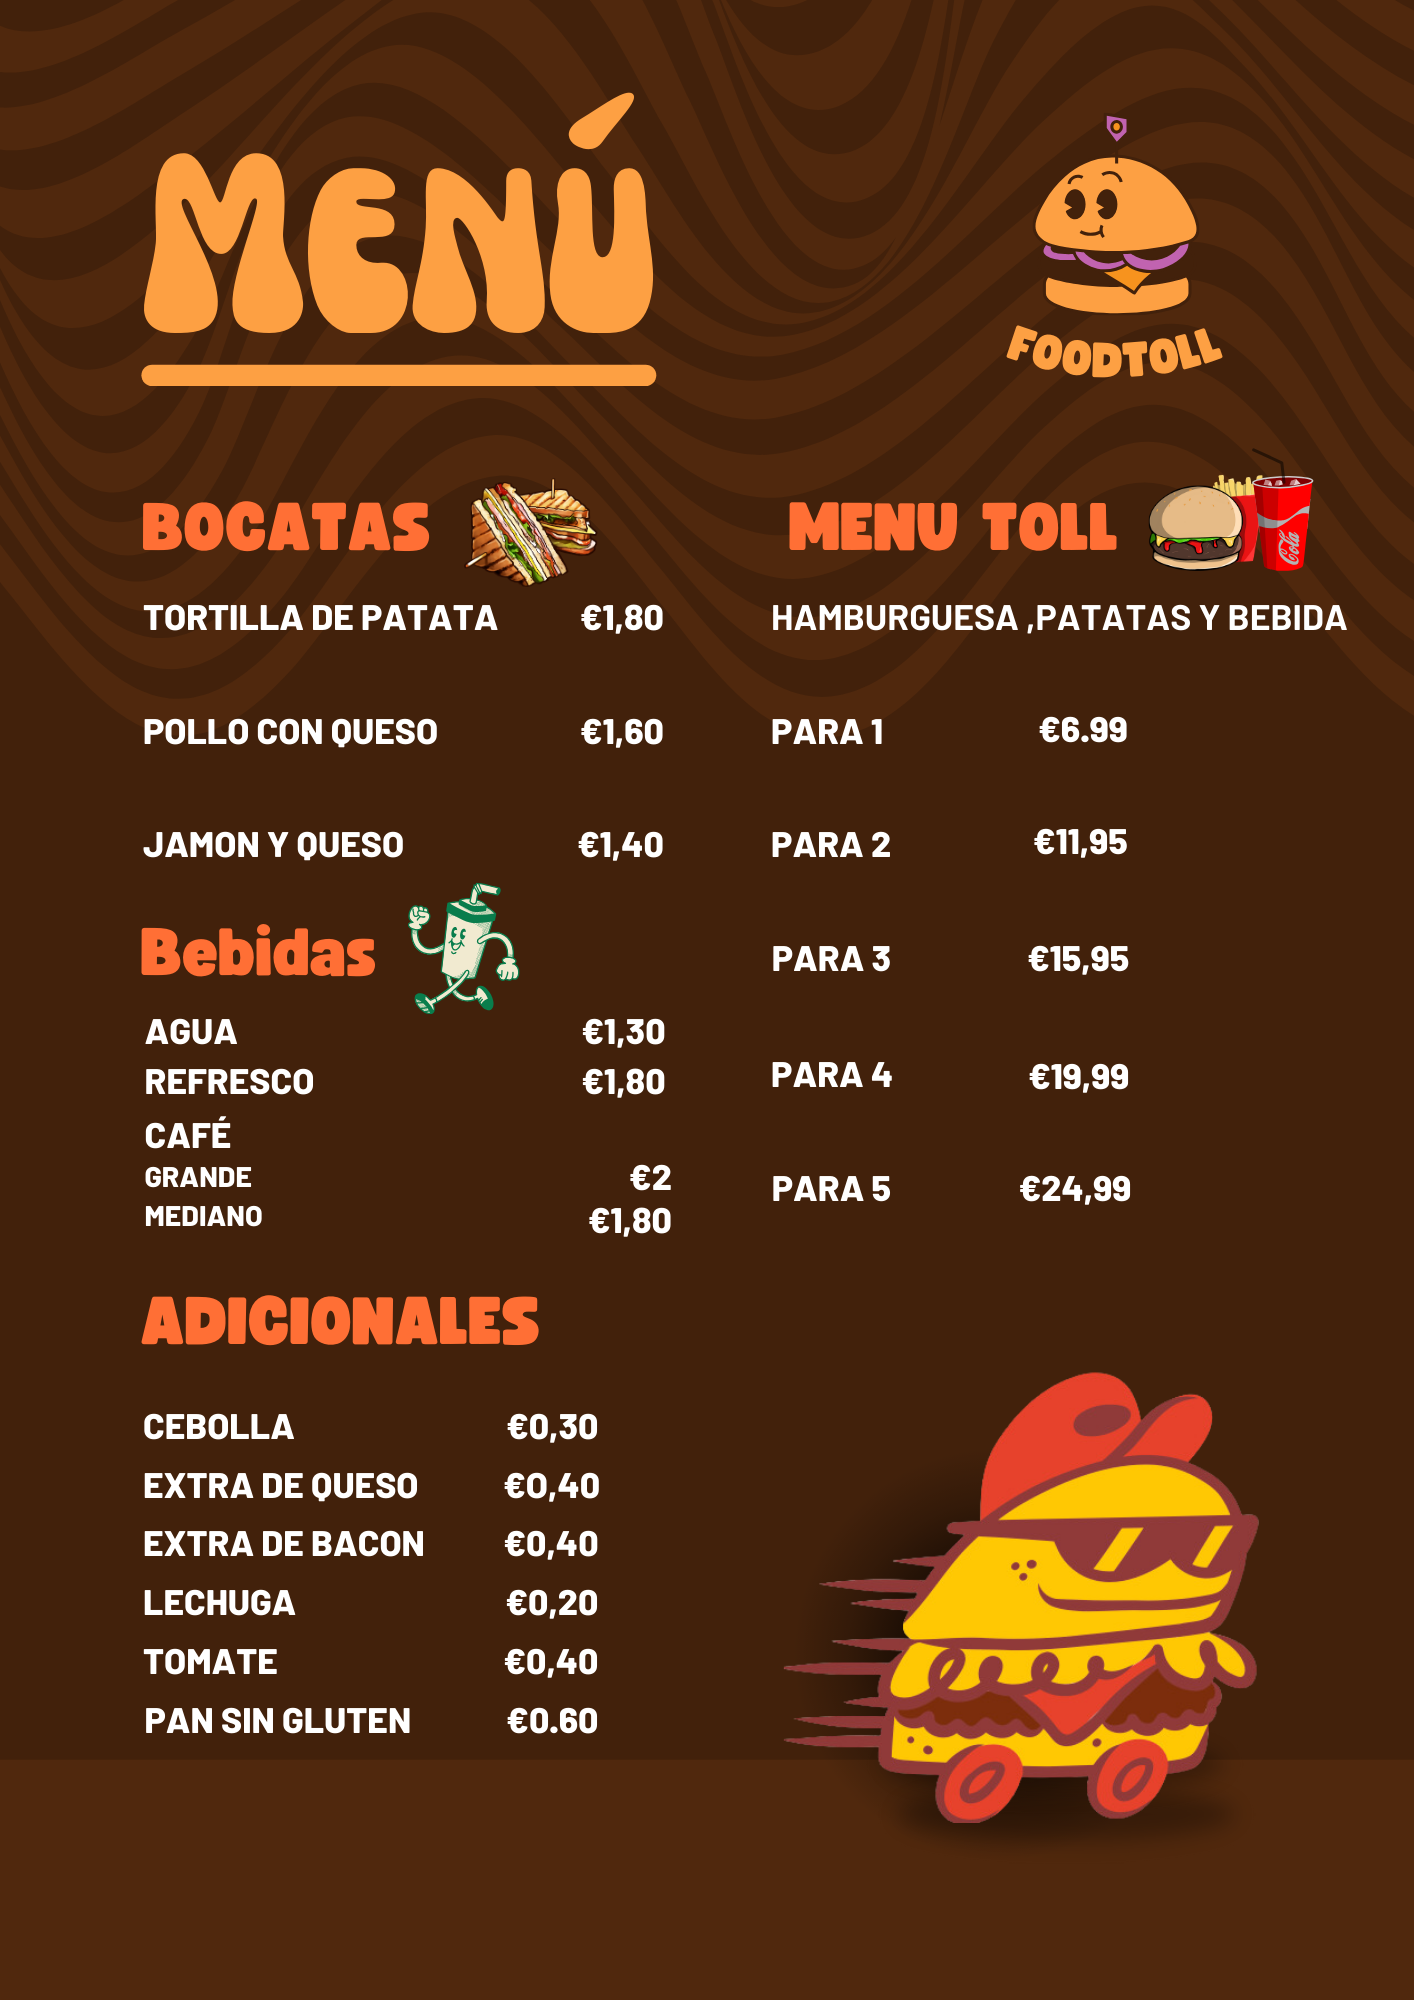 MENÚ
FOODTOLL
BOCATAS
TORTILLA DE PATATA €1,80
POLLO CON QUESO €1,60
JAMON Y QUESO €1,40
Bebidas
AGUA €1,30
REFRESCO €1,80
CAFÉ
GRANDE €2
MEDIANO €1,80
ADICIONALES
CEBOLLA €0,30
EXTRA DE QUESO €0,40
EXTRA DE BACON €0,40
LECHUGA €0,20
TOMATE €0,40
PAN SIN GLUTEN €0.60
MENU TOLL
Cola
HAMBURGUESA ,PATATAS Y BEBIDA
PARA 1 €6.99
PARA 2 €11,95
PARA 3 €15,95
PARA 4 €19,99
PARA 5 €24,99